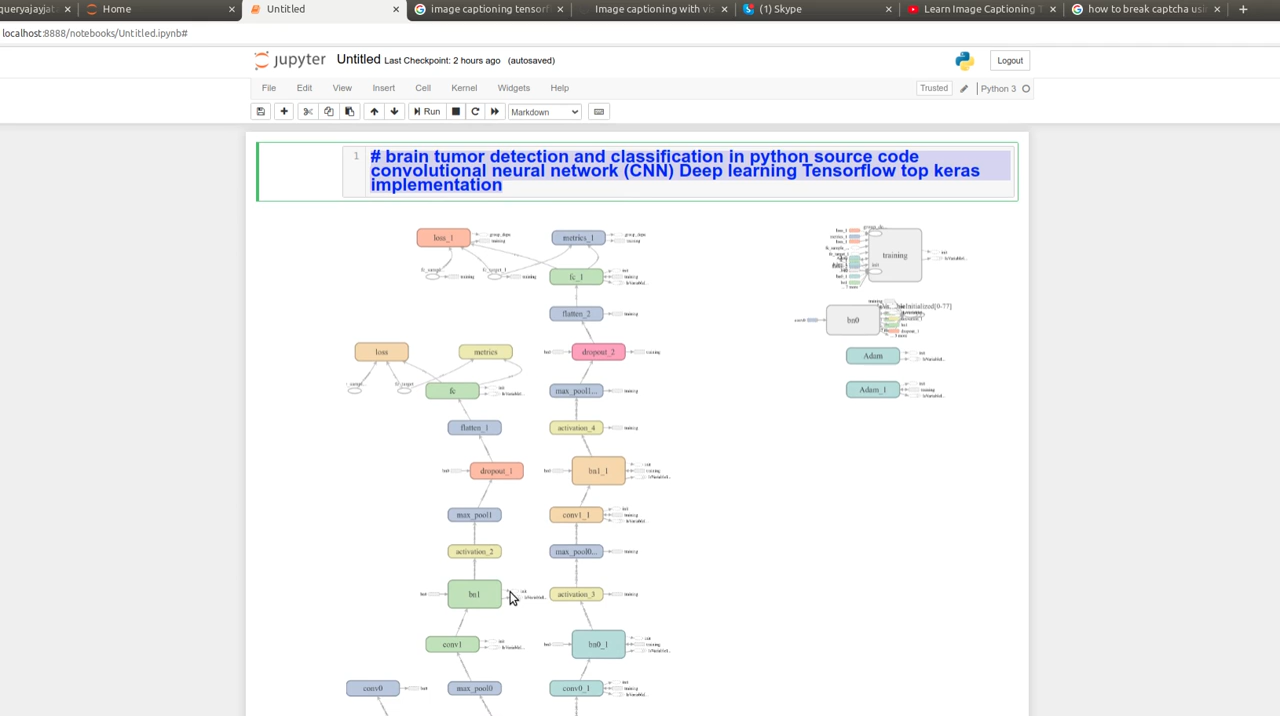 queryajayjat
Home
Untitled
image captioning tensorf
Image captioning with vis
(1) Skype
Learn Image Captioning T
how to break captcha usin
localhost:8888/notebooks/Untitled.ipynb#
jupyter Untitled Last Checkpoint: 2 hours ago (autosaved)
Logout
File Edit View Insert Cell Kernel Widgets Help
Trusted Python 3
Run Markdown
1 # brain tumor detection and classification in python source code
convolutional neural network (CNN) Deep learning Tensorflow top keras
implementation
loss_1 metrics_1
training
fc_1
flatten_2
bn0
loss metrics dropout_2
Adam
fc max_pool1...
Adam_1
flatten_1 activation_4
dropout_1 bn1_1
max_pool1 conv1_1
activation_2 max_pool0...
bn1 activation_3
conv1 bn0_1
conv0 max_pool0 conv0_1